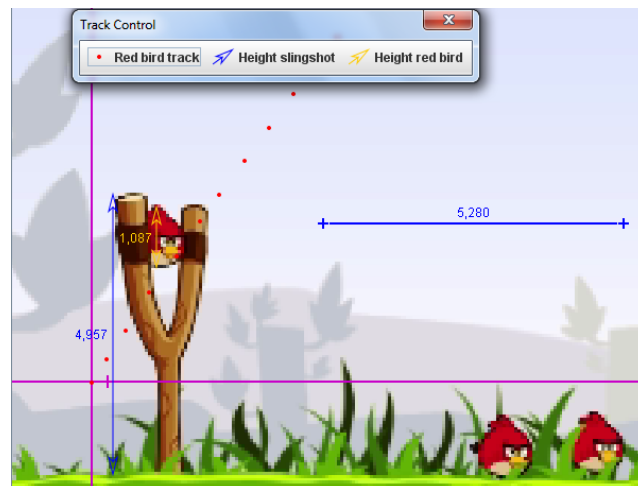 Track Control
Red bird track Height slingshot Height red bird
5,280
1,087
4,957